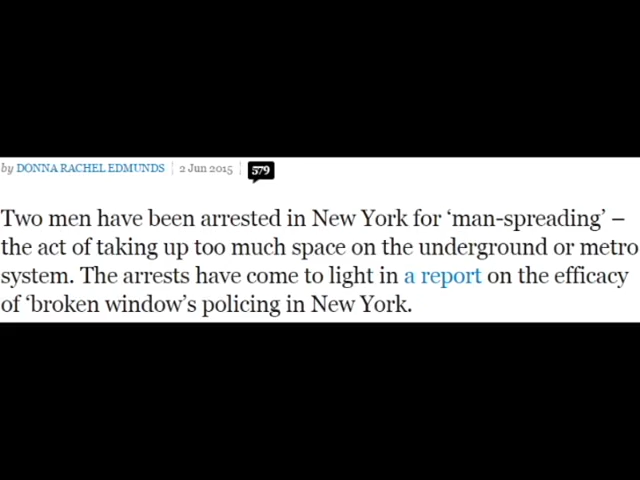 by DONNA RACHEL EDMUNDS | 2 Jun 2015 | 579
Two men have been arrested in New York for ‘man-spreading’ –
the act of taking up too much space on the underground or metro
system. The arrests have come to light in a report on the efficacy
of ‘broken window’s policing in New York.